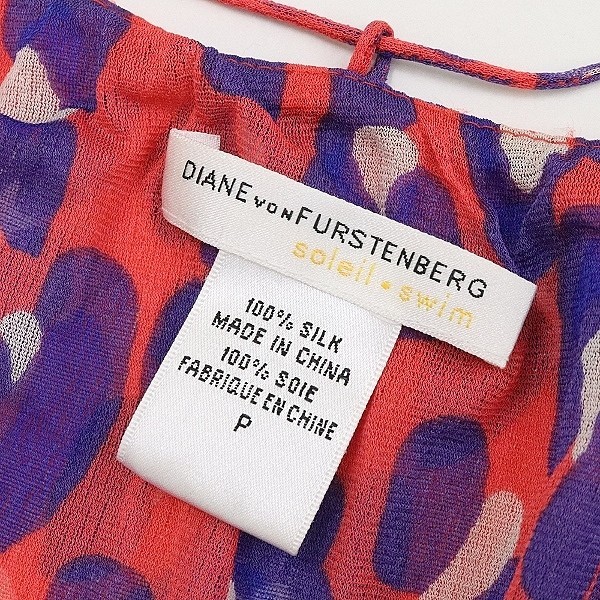 DIANE VON FURSTENBERG
soleil • swim
100% SILK
MADE IN CHINA
100% SOIE
FABRIQUE EN CHINE
P